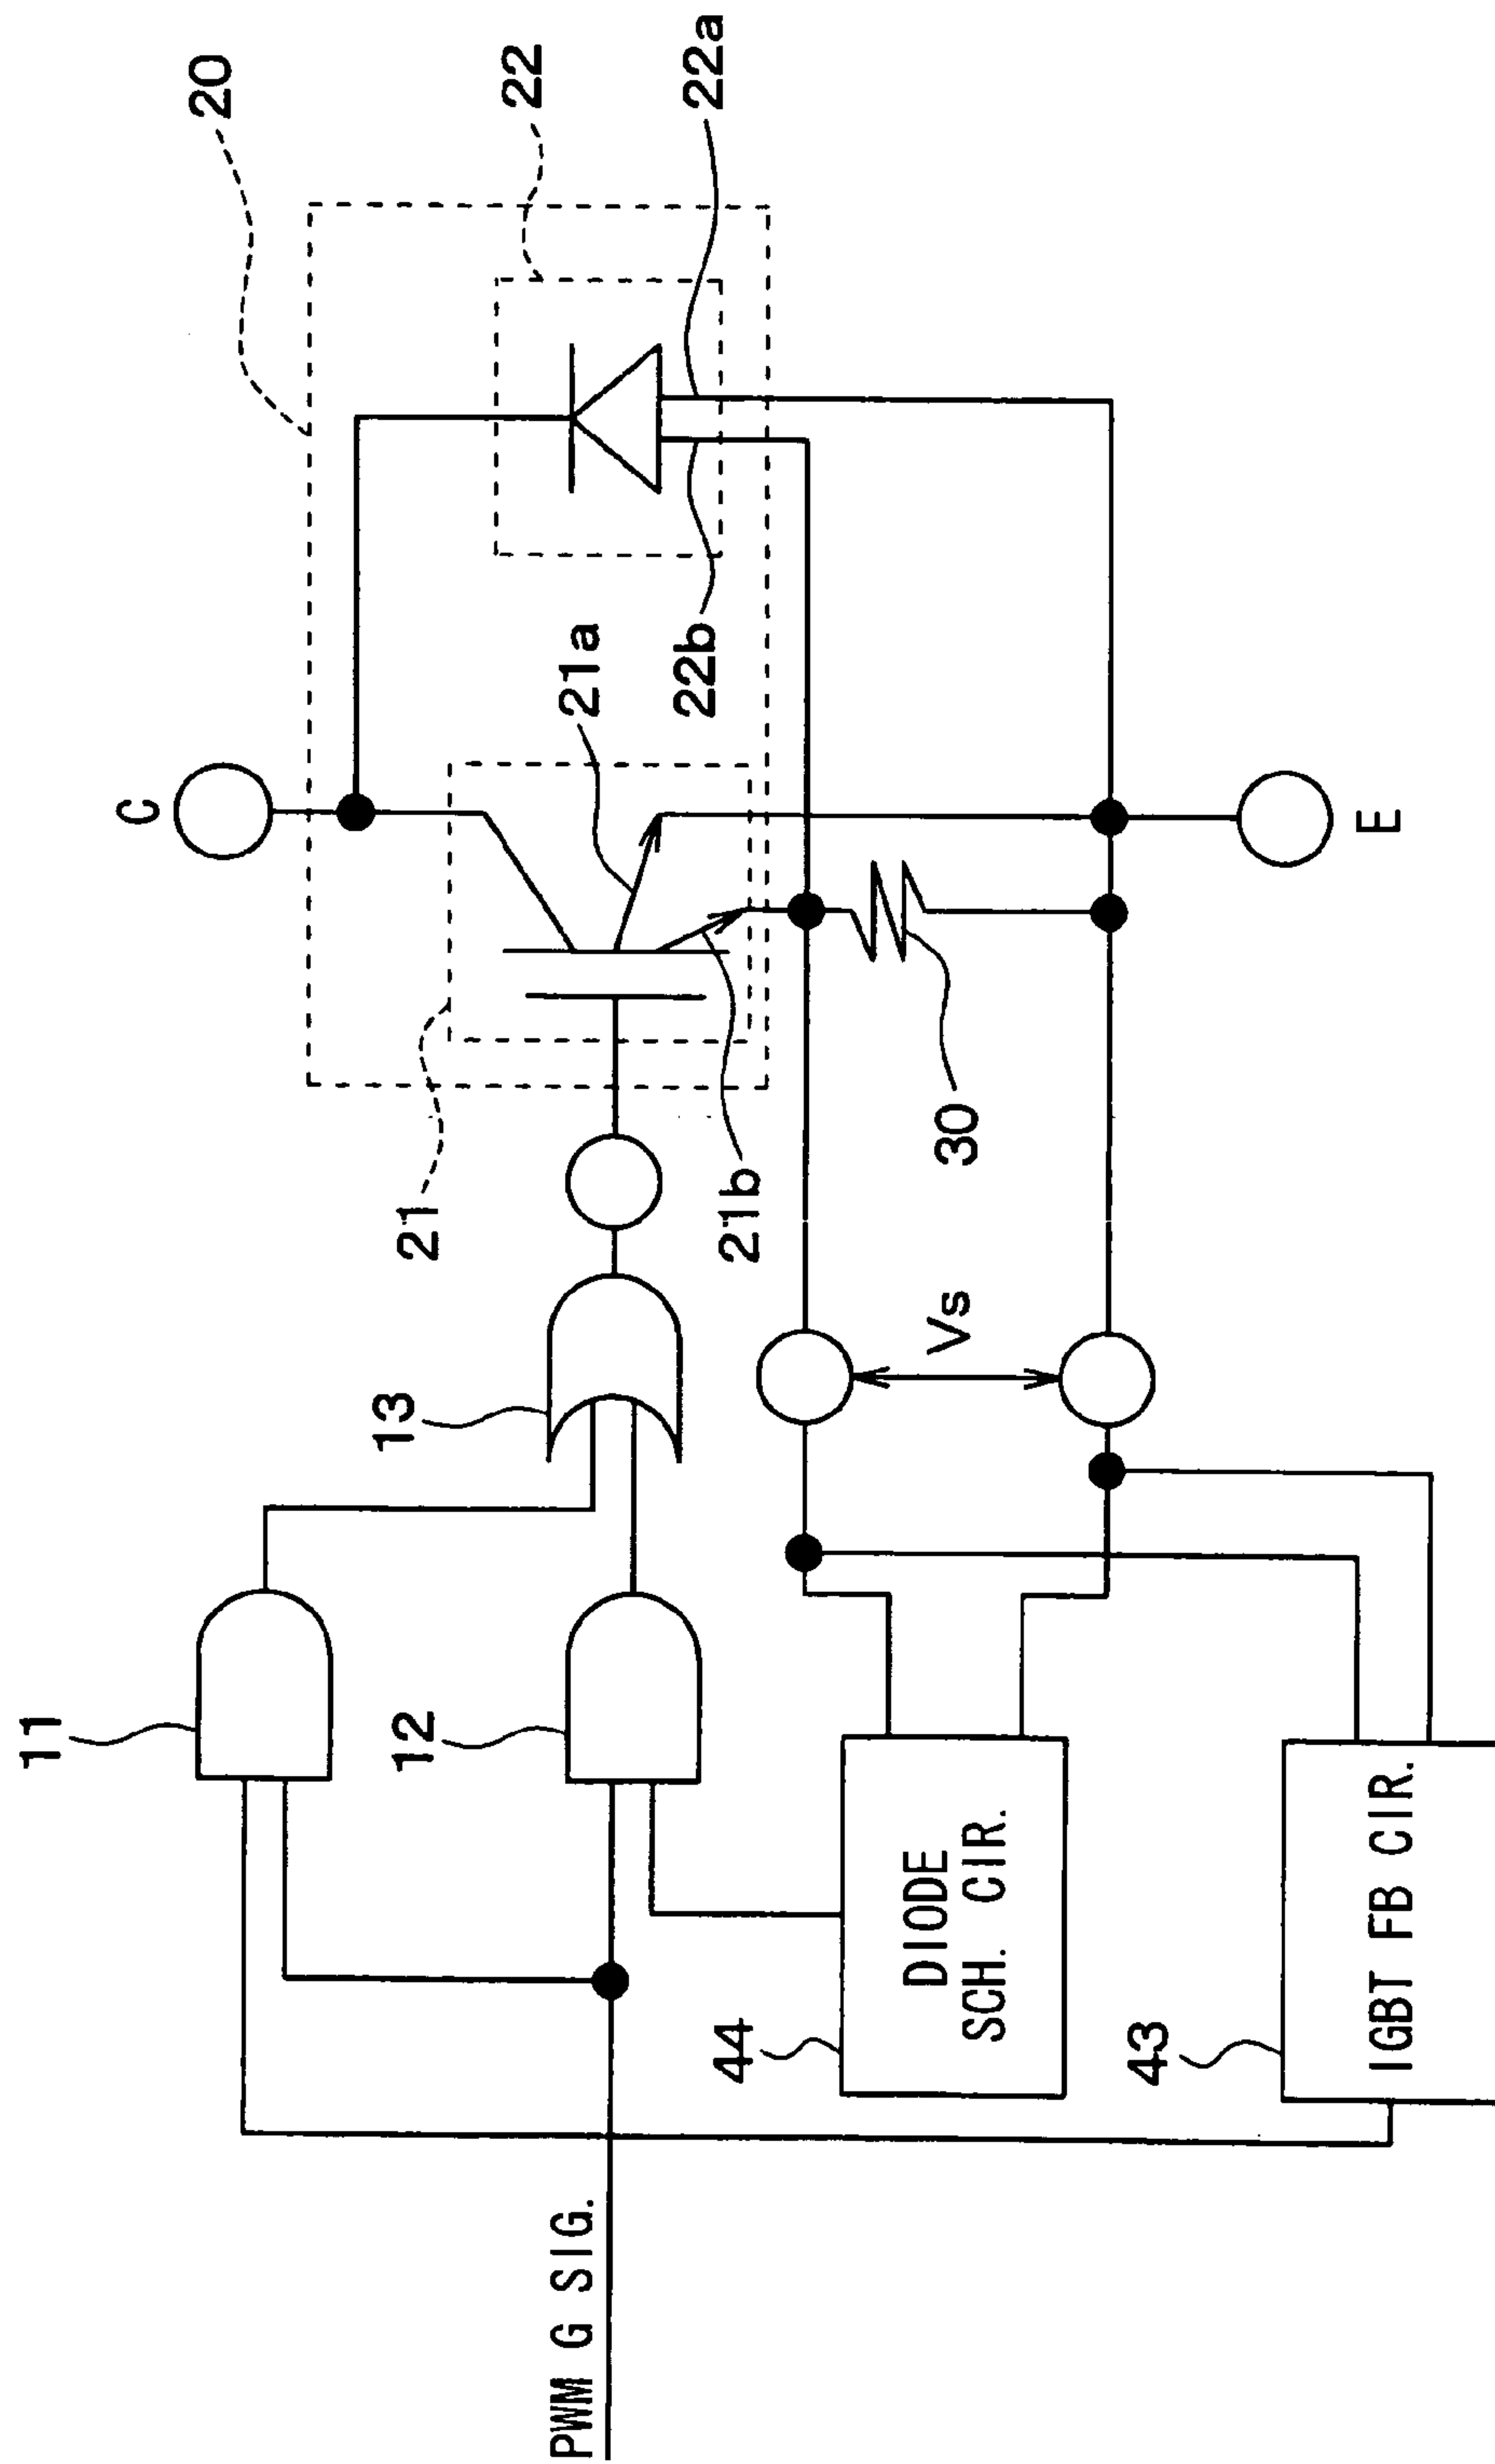 20
22
22a
C
21a
22b
21
21b
30
E
13
Vs
11
12
DIODE
SCH. CIR.
44
IGBT FB CIR.
43
PWM G SIG.